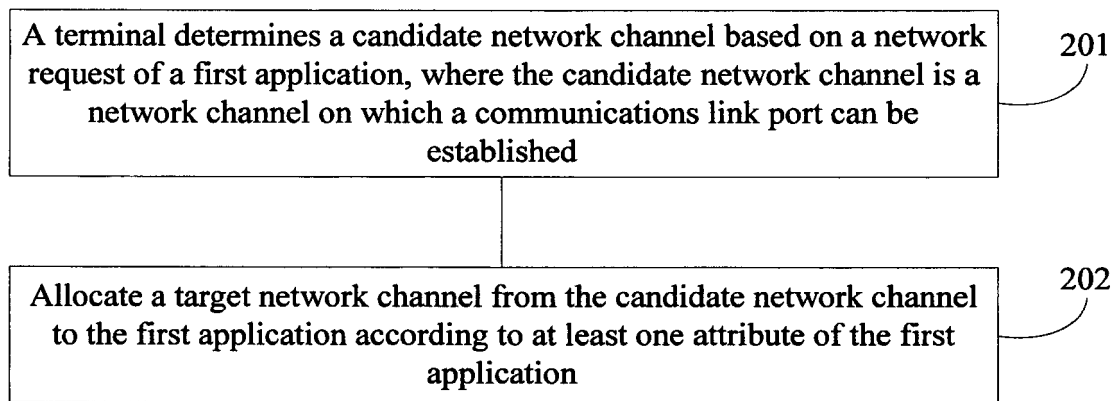 A terminal determines a candidate network channel based on a network
request of a first application, where the candidate network channel is a
network channel on which a communications link port can be
established
201
Allocate a target network channel from the candidate network channel
to the first application according to at least one attribute of the first
application
202